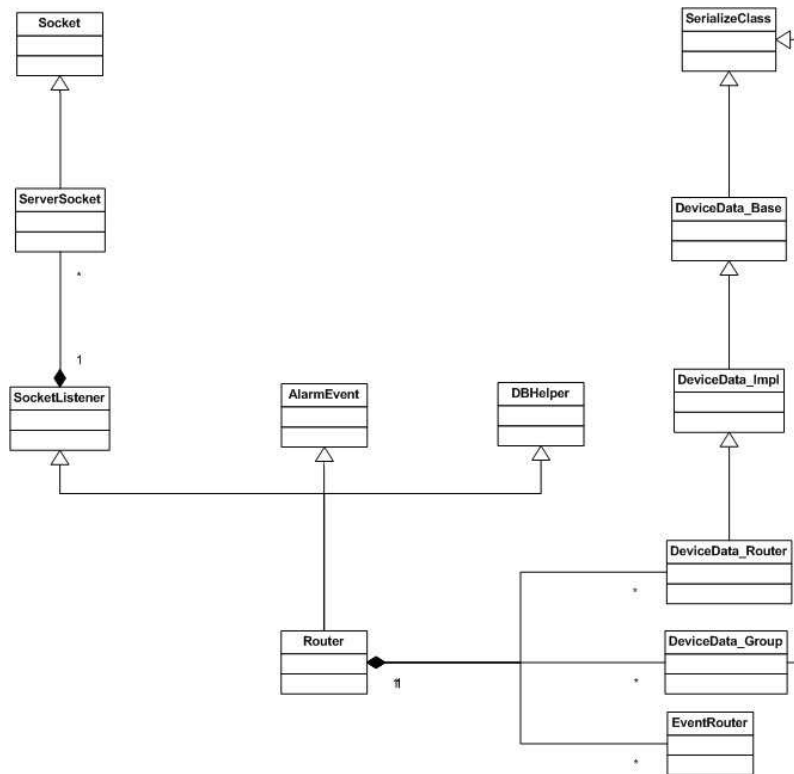 Socket
SerializeClass
ServerSocket
DeviceData_Base
*
1
SocketListener
AlarmEvent
DBHelper
DeviceData_Impl
DeviceData_Router
*
Router
DeviceData_Group
1
*
EventRouter
*